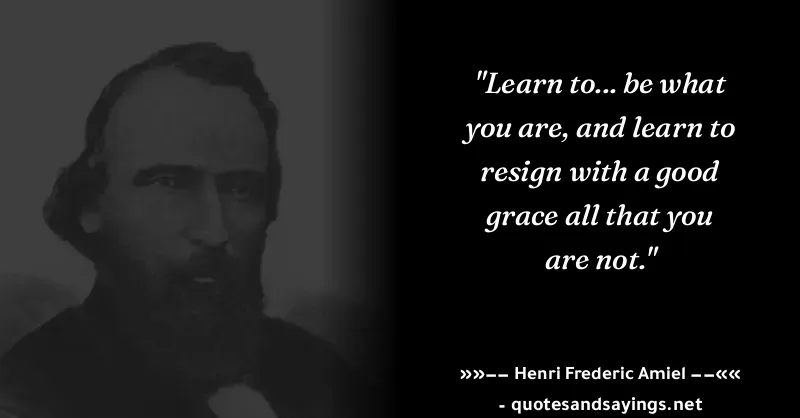 "Learn to... be what
you are, and learn to
resign with a good
grace all that you
are not."
»»−− Henri Frederic Amiel −−««
- quotesandsayings.net